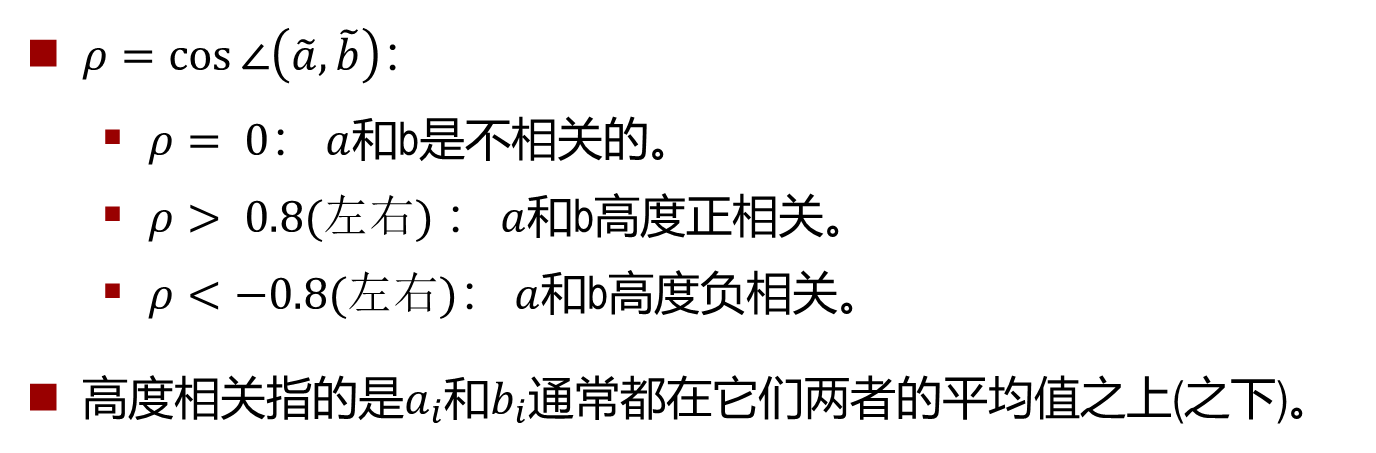 ρ = cos ∠(ã, b̃)：
ρ = 0： a和b是不相关的。
ρ > 0.8(左右)： a和b高度正相关。
ρ < −0.8(左右)： a和b高度负相关。
高度相关指的是aᵢ和bᵢ通常都在它们两者的平均值之上(之下)。